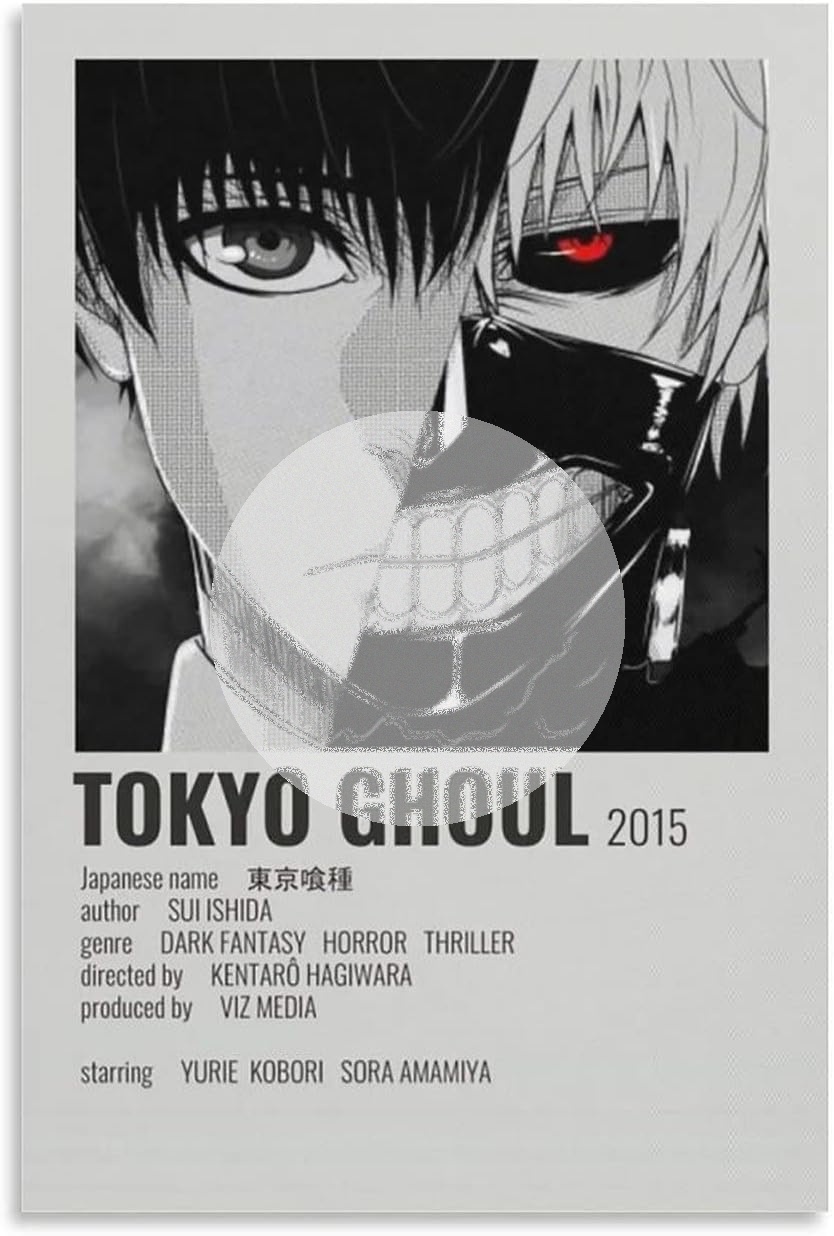 TOKYO GHOUL 2015
Japanese name 東京喰種
author SUI ISHIDA
genre DARK FANTASY HORROR THRILLER
directed by KENTARÔ HAGIWARA
produced by VIZ MEDIA
starring YURIE KOBORI SORA AMAMIYA